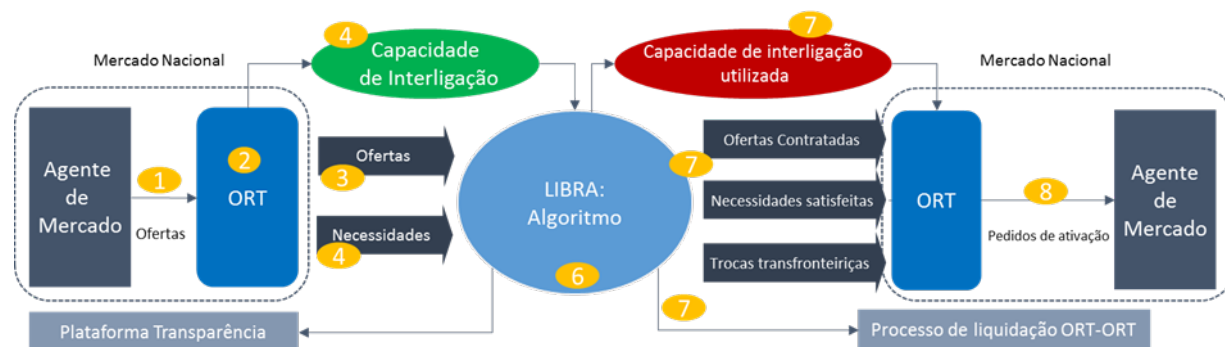 4
Capacidade
de Interligação
7
Capacidade de interligação
utilizada
Mercado Nacional
Mercado Nacional
Agente
de
Mercado
1
Ofertas
2
ORT
Ofertas
3
Necessidades
4
LIBRA:
Algoritmo
6
7
Ofertas Contratadas
Necessidades satisfeitas
Trocas transfronteiriças
ORT
8
Pedidos de ativação
Agente
de
Mercado
Plataforma Transparência
7
Processo de liquidação ORT-ORT